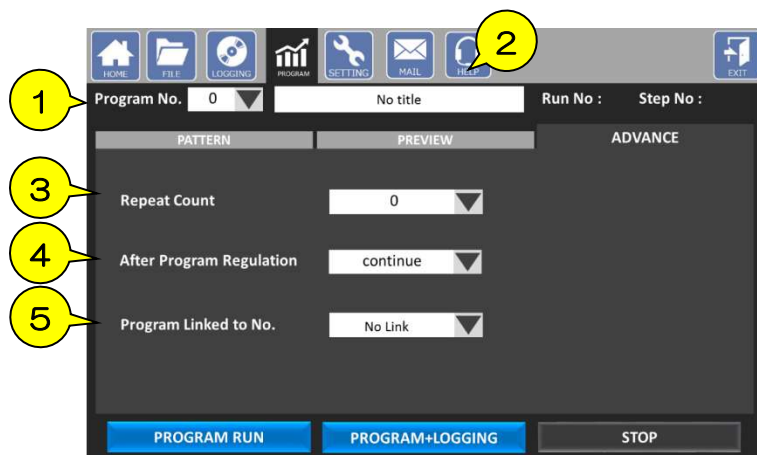 2
HOME
FILE
LOGGING
PROGRAM
SETTING
MAIL
HELP
EXIT
1
Program No. 0 No title Run No : Step No :
PATTERN PREVIEW ADVANCE
3
Repeat Count 0
4
After Program Regulation continue
5
Program Linked to No. No Link
PROGRAM RUN PROGRAM+LOGGING STOP